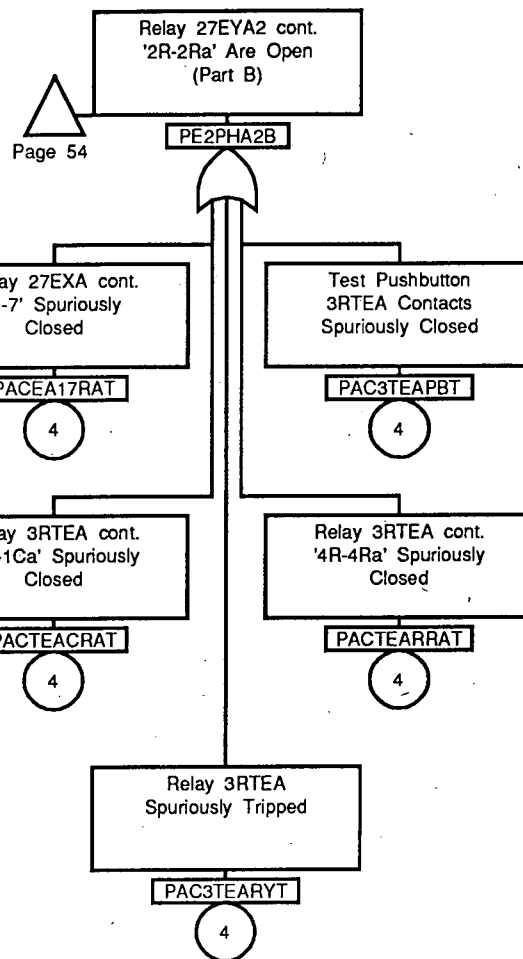 Relay 27EYA2 cont.
'2R-2Ra' Are Open
(Part B)
Page 54
PE2PHA2B
27EXA cont.
-7' Spuriously
Closed
PACEA17RAT
4
Test Pushbutton
3RTEA Contacts
Spuriously Closed
PAC3TEAPBT
4
3RTEA cont.
-1Ca' Spuriously
Closed
PACTEACRAT
4
Relay 3RTEA cont.
'4R-4Ra' Spuriously
Closed
PACTEARRAT
4
Relay 3RTEA
Spuriously Tripped
PAC3TEARYT
4